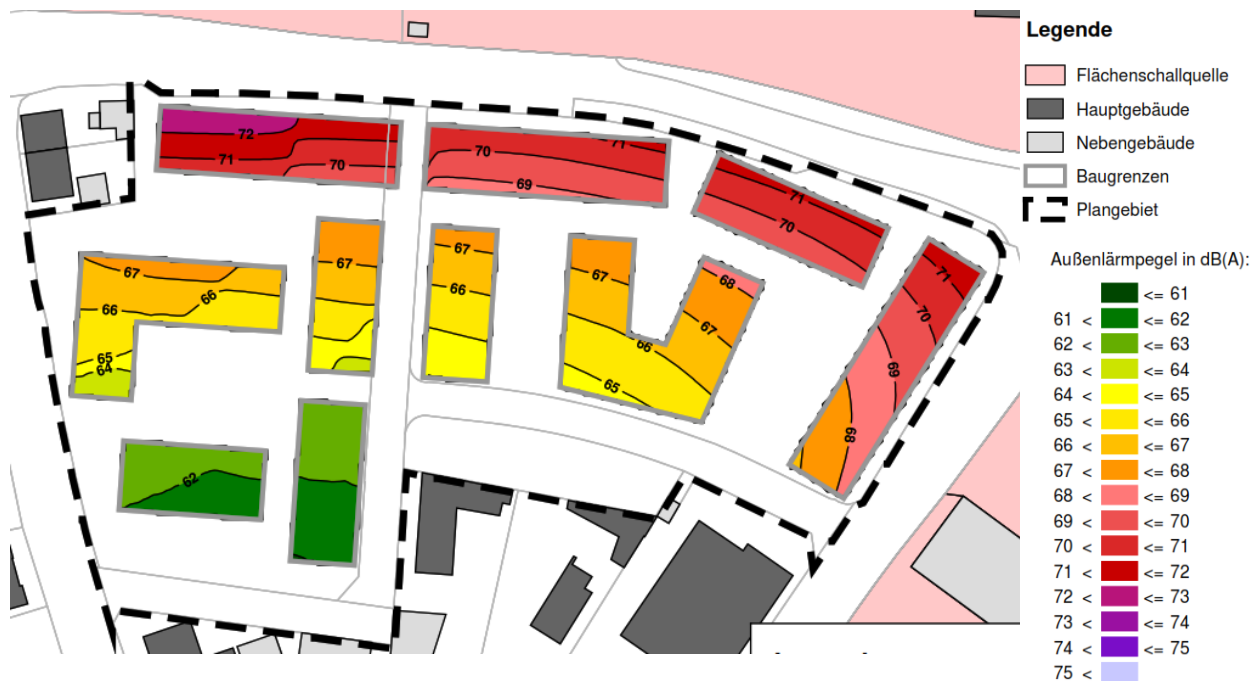 Legende
Flächenschallquelle
Hauptgebäude
Nebengebäude
Baugrenzen
Plangebiet
Außenlärmpegel in dB(A):
<= 61
61 < <= 62
62 < <= 63
63 < <= 64
64 < <= 65
65 < <= 66
66 < <= 67
67 < <= 68
68 < <= 69
69 < <= 70
70 < <= 71
71 < <= 72
72 < <= 73
73 < <= 74
74 < <= 75
75 <
72
71
70
71
70
69
71
70
71
70
69
68
67
66
66
65
64
67
67
66
67
68
67
66
65
62